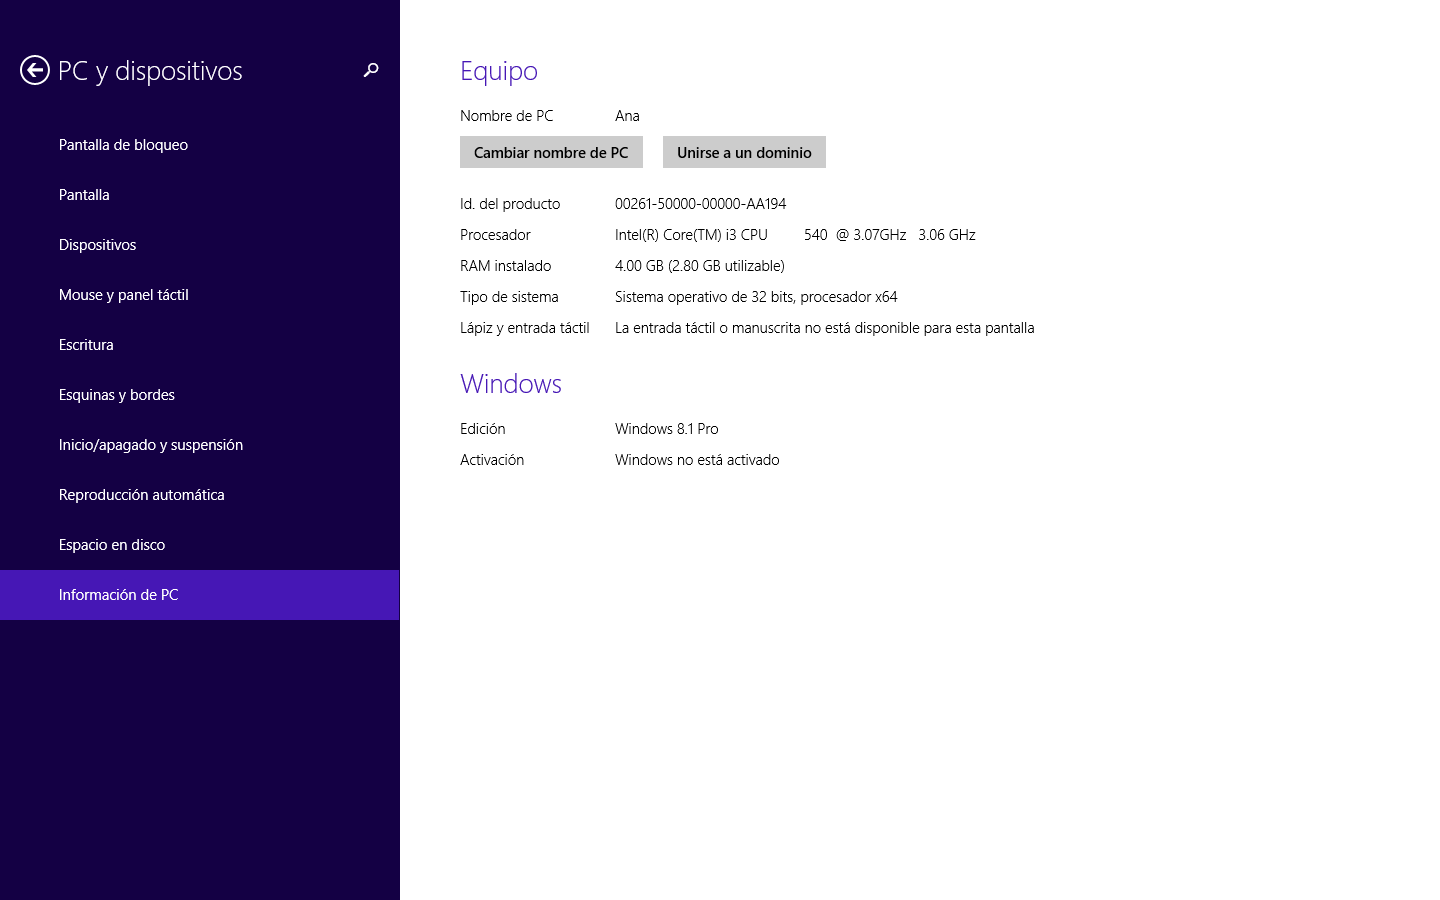 PC y dispositivos
Pantalla de bloqueo
Pantalla
Dispositivos
Mouse y panel táctil
Escritura
Esquinas y bordes
Inicio/apagado y suspensión
Reproducción automática
Espacio en disco
Información de PC
Equipo
Nombre de PC Ana
Cambiar nombre de PC Unirse a un dominio
Id. del producto 00261-50000-00000-AA194
Procesador Intel(R) Core(TM) i3 CPU 540 @ 3.07GHz 3.06 GHz
RAM instalado 4.00 GB (2.80 GB utilizable)
Tipo de sistema Sistema operativo de 32 bits, procesador x64
Lápiz y entrada táctil La entrada táctil o manuscrita no está disponible para esta pantalla
Windows
Edición Windows 8.1 Pro
Activación Windows no está activado